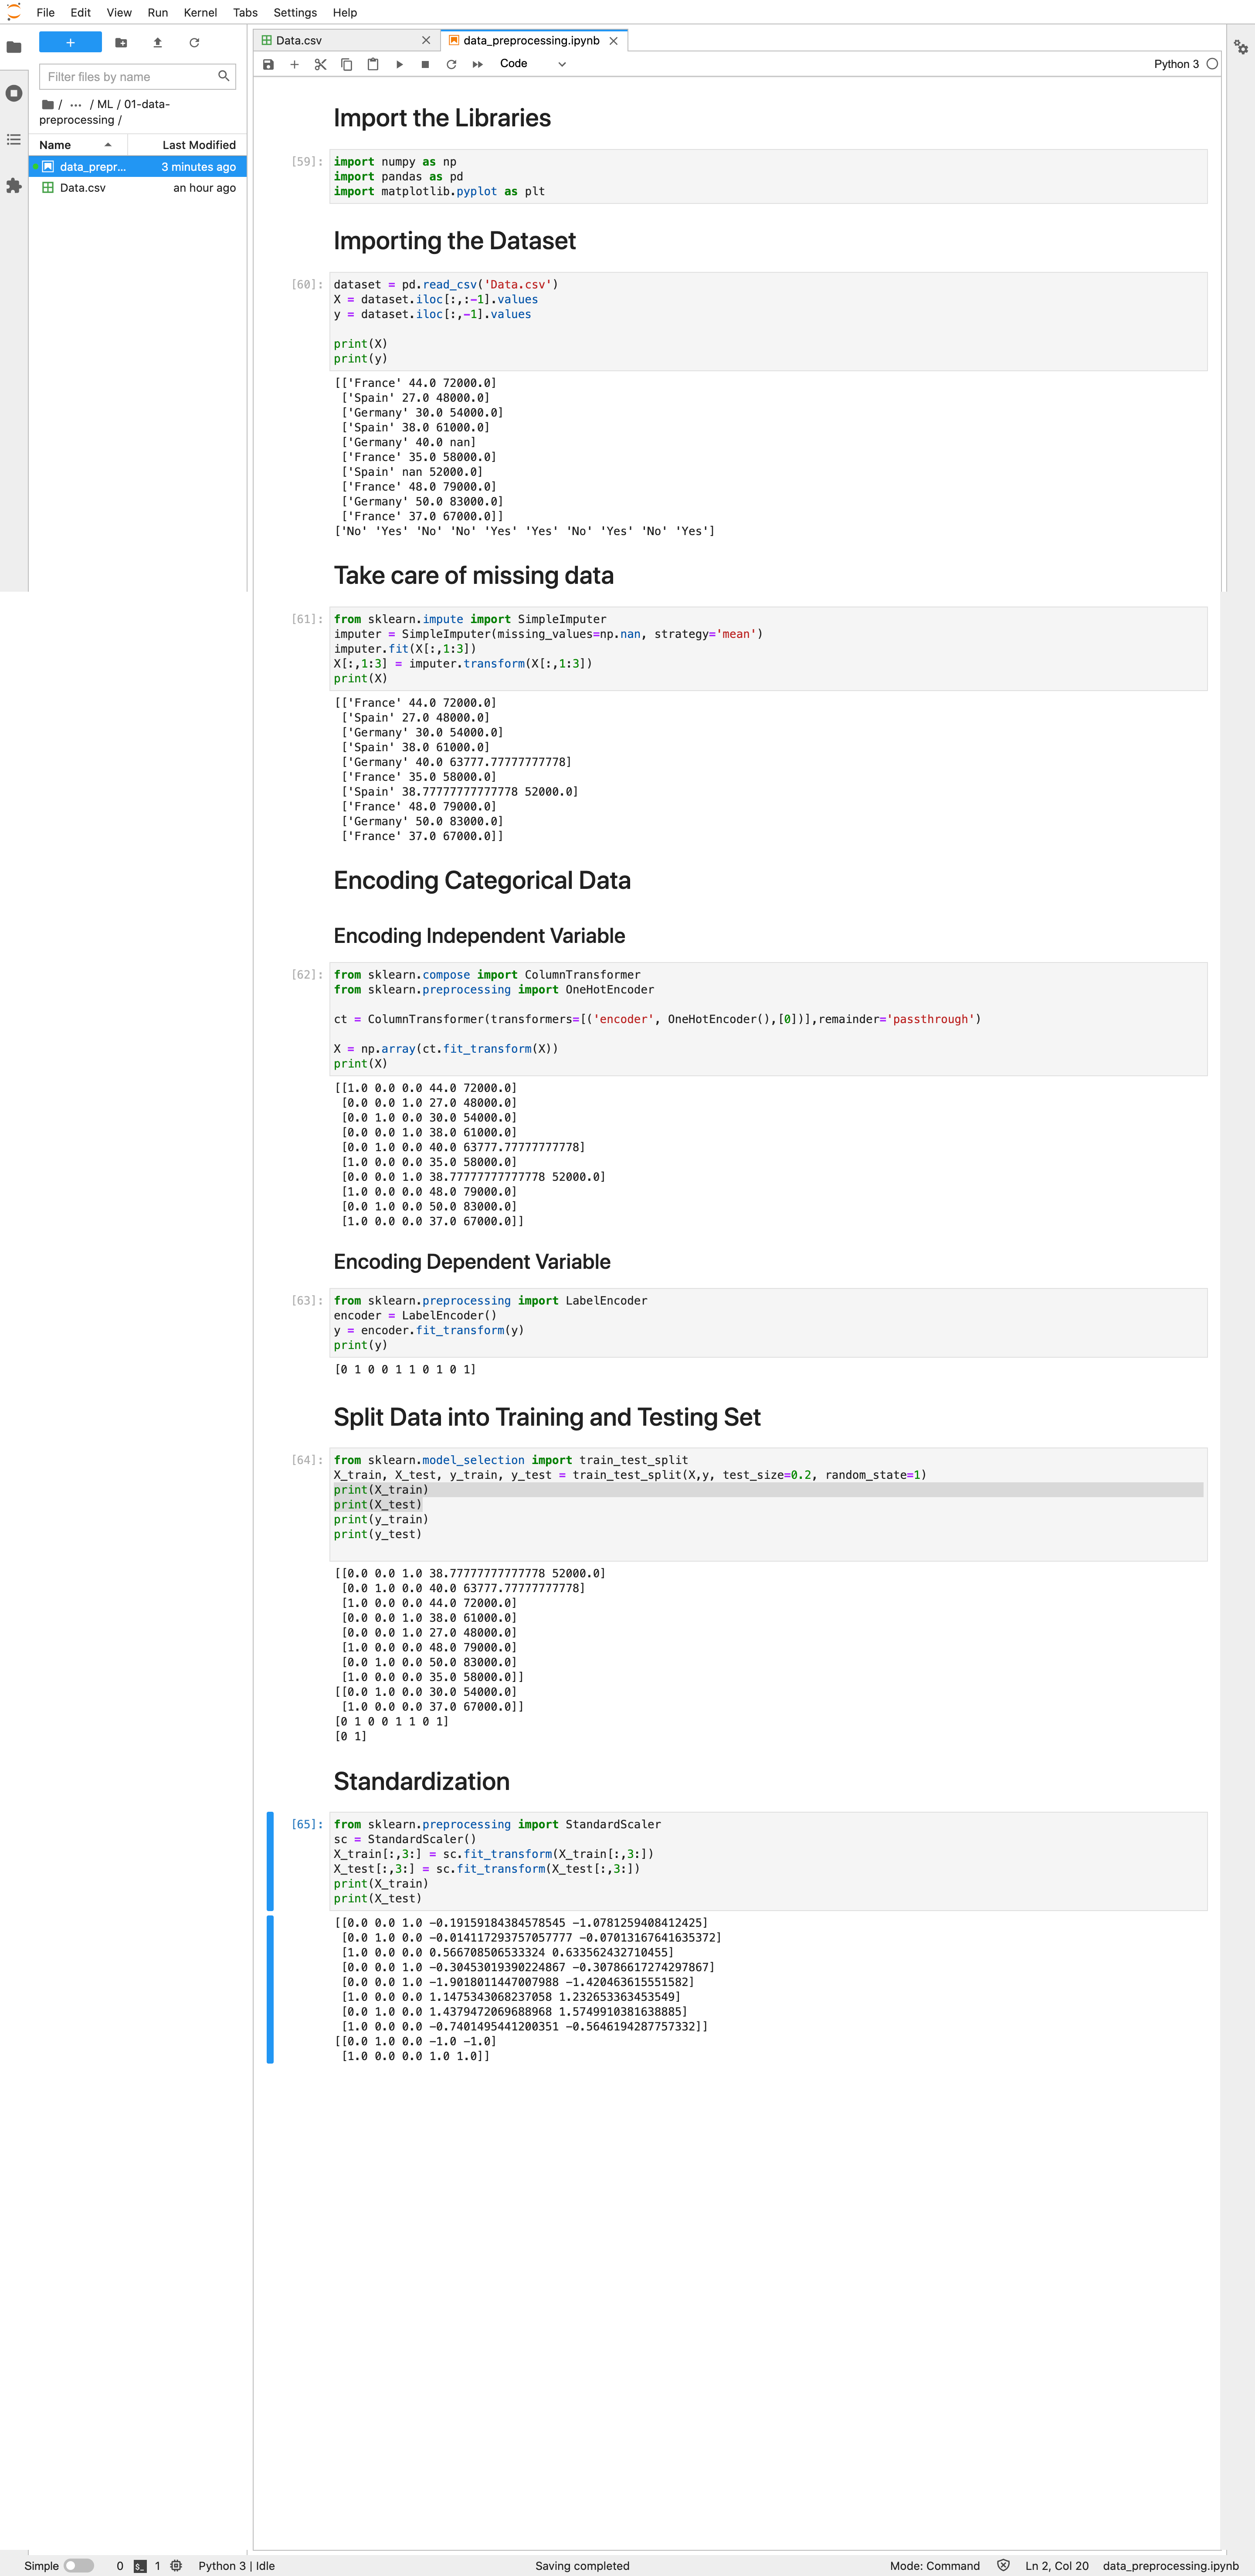 File Edit View Run Kernel Tabs Settings Help
Data.csv
data_preprocessing.ipynb
Filter files by name
Code
Python 3
/ ... / ML / 01-data-
preprocessing /
Name Last Modified
data_prepr... 3 minutes ago
Data.csv an hour ago
Import the Libraries
[59]: import numpy as np
import pandas as pd
import matplotlib.pyplot as plt
Importing the Dataset
[60]: dataset = pd.read_csv('Data.csv')
X = dataset.iloc[:,:-1].values
y = dataset.iloc[:,-1].values
print(X)
print(y)
[['France' 44.0 72000.0]
['Spain' 27.0 48000.0]
['Germany' 30.0 54000.0]
['Spain' 38.0 61000.0]
['Germany' 40.0 nan]
['France' 35.0 58000.0]
['Spain' nan 52000.0]
['France' 48.0 79000.0]
['Germany' 50.0 83000.0]
['France' 37.0 67000.0]]
['No' 'Yes' 'No' 'No' 'Yes' 'Yes' 'No' 'Yes' 'No' 'Yes']
Take care of missing data
[61]: from sklearn.impute import SimpleImputer
imputer = SimpleImputer(missing_values=np.nan, strategy='mean')
imputer.fit(X[:,1:3])
X[:,1:3] = imputer.transform(X[:,1:3])
print(X)
[['France' 44.0 72000.0]
['Spain' 27.0 48000.0]
['Germany' 30.0 54000.0]
['Spain' 38.0 61000.0]
['Germany' 40.0 63777.77777777778]
['France' 35.0 58000.0]
['Spain' 38.77777777777778 52000.0]
['France' 48.0 79000.0]
['Germany' 50.0 83000.0]
['France' 37.0 67000.0]]
Encoding Categorical Data
Encoding Independent Variable
[62]: from sklearn.compose import ColumnTransformer
from sklearn.preprocessing import OneHotEncoder
ct = ColumnTransformer(transformers=[('encoder', OneHotEncoder(),[0])],remainder='passthrough')
X = np.array(ct.fit_transform(X))
print(X)
[[1.0 0.0 0.0 44.0 72000.0]
[0.0 0.0 1.0 27.0 48000.0]
[0.0 1.0 0.0 30.0 54000.0]
[0.0 0.0 1.0 38.0 61000.0]
[0.0 1.0 0.0 40.0 63777.77777777778]
[1.0 0.0 0.0 35.0 58000.0]
[0.0 0.0 1.0 38.77777777777778 52000.0]
[1.0 0.0 0.0 48.0 79000.0]
[0.0 1.0 0.0 50.0 83000.0]
[1.0 0.0 0.0 37.0 67000.0]]
Encoding Dependent Variable
[63]: from sklearn.preprocessing import LabelEncoder
encoder = LabelEncoder()
y = encoder.fit_transform(y)
print(y)
[0 1 0 0 1 1 0 1 0 1]
Split Data into Training and Testing Set
[64]: from sklearn.model_selection import train_test_split
X_train, X_test, y_train, y_test = train_test_split(X,y, test_size=0.2, random_state=1)
print(X_train)
print(X_test)
print(y_train)
print(y_test)
[[0.0 0.0 1.0 38.77777777777778 52000.0]
[0.0 1.0 0.0 40.0 63777.77777777778]
[1.0 0.0 0.0 44.0 72000.0]
[0.0 0.0 1.0 38.0 61000.0]
[0.0 0.0 1.0 27.0 48000.0]
[1.0 0.0 0.0 48.0 79000.0]
[0.0 1.0 0.0 50.0 83000.0]
[1.0 0.0 0.0 35.0 58000.0]]
[[0.0 1.0 0.0 30.0 54000.0]
[1.0 0.0 0.0 37.0 67000.0]]
[0 1 0 0 1 1 0 1]
[0 1]
Standardization
[65]: from sklearn.preprocessing import StandardScaler
sc = StandardScaler()
X_train[:,3:] = sc.fit_transform(X_train[:,3:])
X_test[:,3:] = sc.fit_transform(X_test[:,3:])
print(X_train)
print(X_test)
[[0.0 0.0 1.0 -0.19159184384578545 -1.0781259408412425]
[0.0 1.0 0.0 -0.014117293757057777 -0.07013167641635372]
[1.0 0.0 0.0 0.566708506533324 0.633562432710455]
[0.0 0.0 1.0 -0.30453019390224867 -0.30786617274297867]
[0.0 0.0 1.0 -1.9018011447007988 -1.420463615551582]
[1.0 0.0 0.0 1.1475343068237058 1.232653363453549]
[0.0 1.0 0.0 1.4379472069688968 1.5749910381638885]
[1.0 0.0 0.0 -0.7401495441200351 -0.5646194287757332]]
[[0.0 1.0 0.0 -1.0 -1.0]
[1.0 0.0 0.0 1.0 1.0]]
Simple 0 $_ 1 Python 3 | Idle Saving completed Mode: Command Ln 2, Col 20 data_preprocessing.ipynb